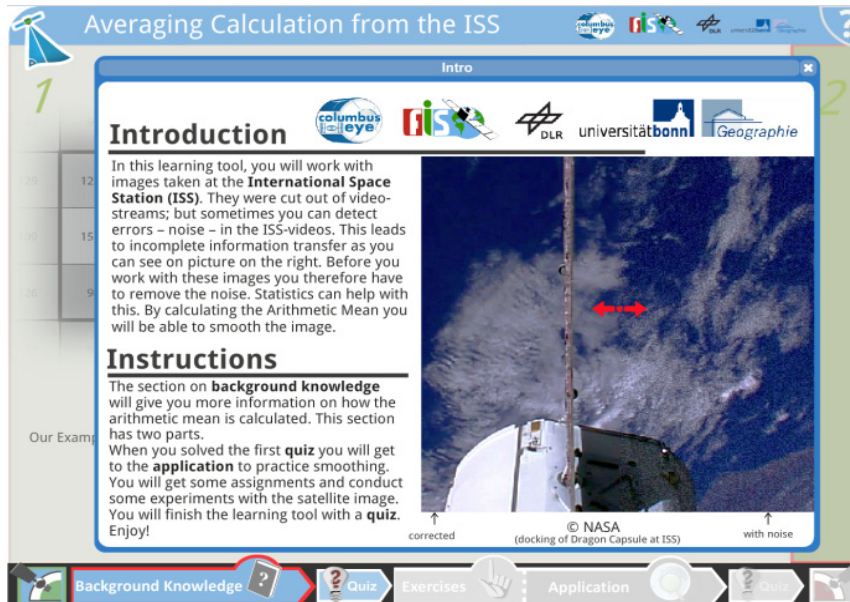 Averaging Calculation from the ISS
columbus
eye
fis
DLR
Intro
1
2
columbus
eye
fis
DLR
universitätbonn
Geographie
Introduction
In this learning tool, you will work with
images taken at the International Space
Station (ISS). They were cut out of video-
streams; but sometimes you can detect
errors – noise – in the ISS-videos. This leads
to incomplete information transfer as you
can see on picture on the right. Before you
work with these images you therefore have
to remove the noise. Statistics can help with
this. By calculating the Arithmetic Mean you
will be able to smooth the image.
Instructions
The section on background knowledge
will give you more information on how the
arithmetic mean is calculated. This section
has two parts.
When you solved the first quiz you will get
to the application to practice smoothing.
You will get some assignments and conduct
some experiments with the satellite image.
You will finish the learning tool with a quiz.
Enjoy!
corrected
© NASA
(docking of Dragon Capsule at ISS)
with noise
Our Examp
Background Knowledge ?
? Quiz
Exercises
Application
? Quiz